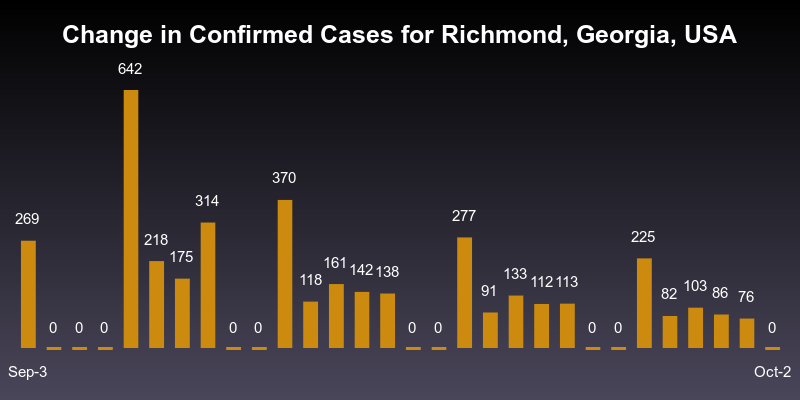 Change in Confirmed Cases for Richmond, Georgia, USA
269 0 0 0 642 218 175 314 0 0 370 118 161 142 138 0 0 277 91 133 112 113 0 0 225 82 103 86 76 0
Sep-3 Oct-2